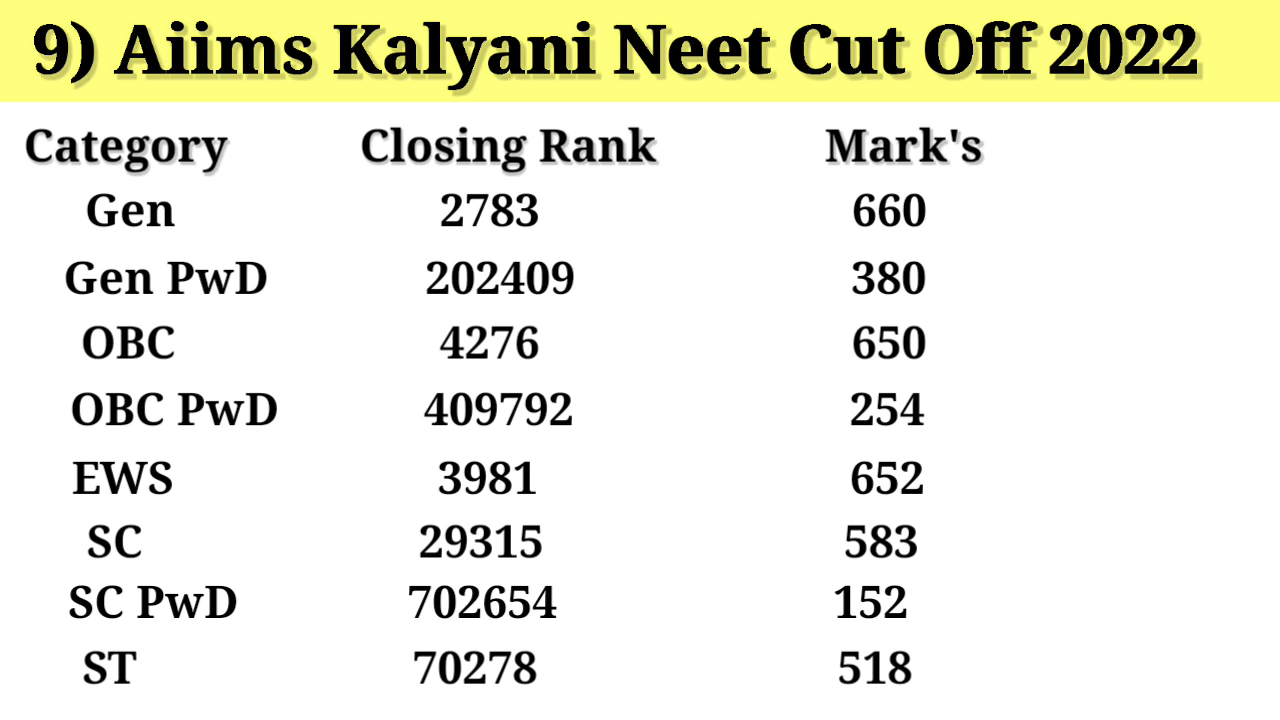 9) Aiims Kalyani Neet Cut Off 2022
Category Closing Rank Mark's
Gen 2783 660
Gen PwD 202409 380
OBC 4276 650
OBC PwD 409792 254
EWS 3981 652
SC 29315 583
SC PwD 702654 152
ST 70278 518